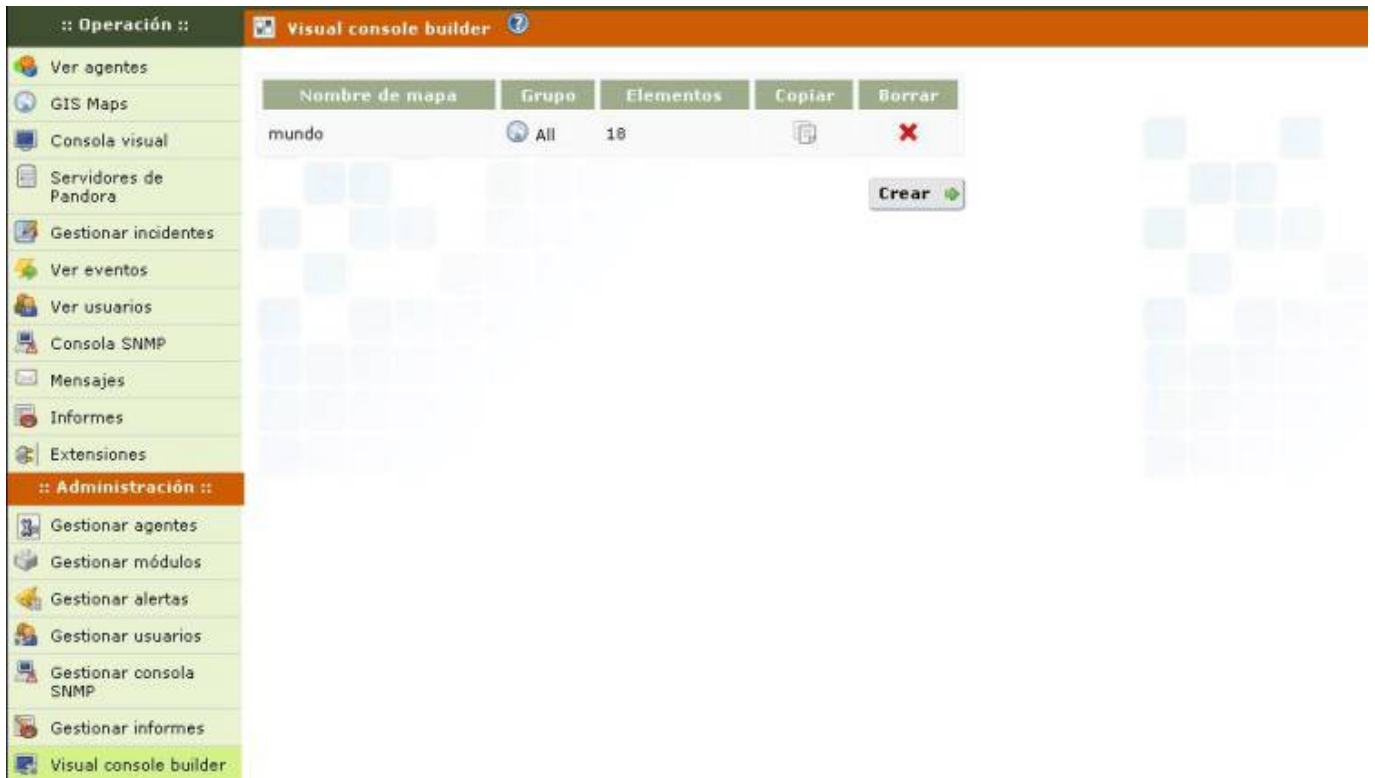 :: Operación ::
Ver agentes
GIS Maps
Consola visual
Servidores de
Pandora
Gestionar incidentes
Ver eventos
Ver usuarios
Consola SNMP
Mensajes
Informes
Extensiones
:: Administración ::
Gestionar agentes
Gestionar módulos
Gestionar alertas
Gestionar usuarios
Gestionar consola
SNMP
Gestionar informes
Visual console builder
Visual console builder ?
Nombre de mapa Grupo Elementos Copiar Borrar
mundo All 18
Crear